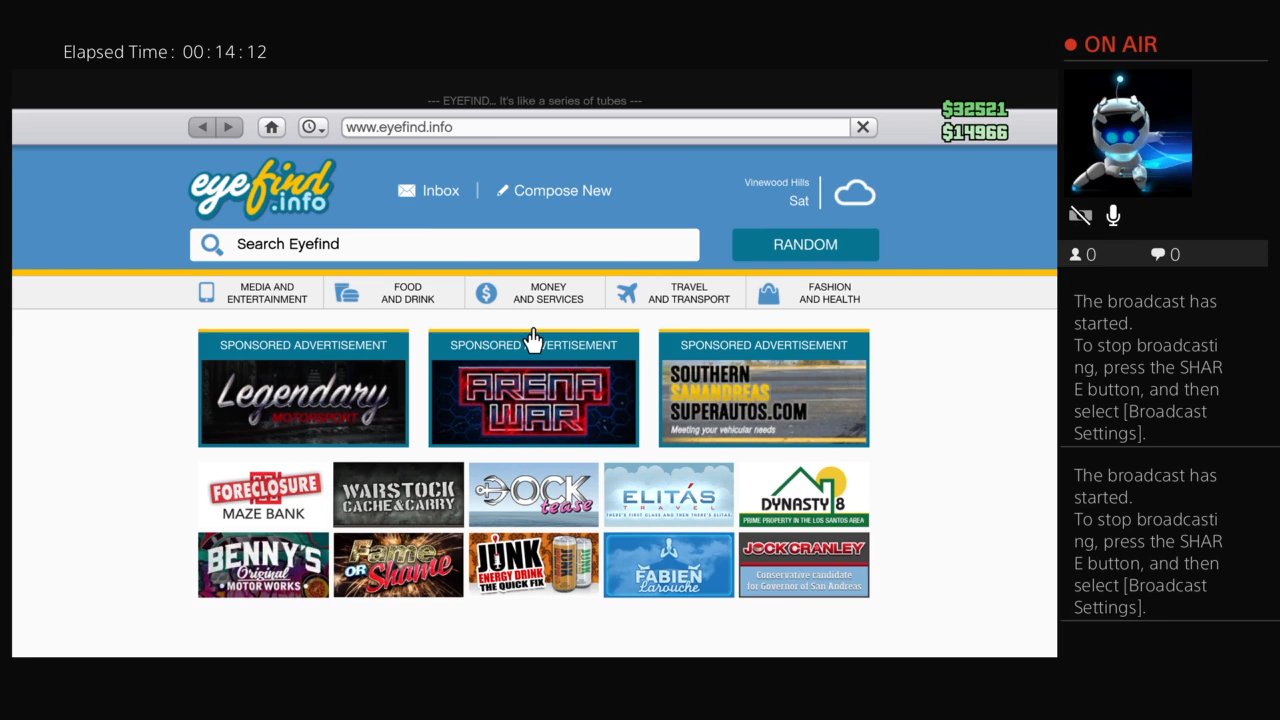 Elapsed Time: 00:14:12
ON AIR
--- EYEFIND... It's like a series of tubes ---
$32521
$14966
www.eyefind.info
eyefind
.info
Inbox
Compose New
Vinewood Hills
Sat
Search Eyefind
RANDOM
MEDIA AND
ENTERTAINMENT
FOOD
AND DRINK
MONEY
AND SERVICES
TRAVEL
AND TRANSPORT
FASHION
AND HEALTH
SPONSORED ADVERTISEMENT
Legendary
MOTORSPORT
SPONSORED ADVERTISEMENT
ARENA
WAR
SPONSORED ADVERTISEMENT
SOUTHERN
SANANDREAS
SUPERAUTOS.COM
Meeting your vehicular needs
FORECLOSURE
MAZE BANK
WARSTOCK
CACHE&CARRY
DOCK
tease
ELITÁS
TRAVEL
THERE'S FIRST CLASS AND THEN THERE'S ELITÁS
DYNASTY 8
PRIME PROPERTY IN THE LOS SANTOS AREA
BENNY'S
Original
MOTOR WORKS
Fame
OR Shame
JUNK
ENERGY DRINK
THE QUICK FIX
FABIEN
Larouche
JOCK CRANLEY
Conservative candidate
for Governor of San Andreas
0
0
The broadcast has
started.
To stop broadcasti
ng, press the SHAR
E button, and then
select [Broadcast
Settings].
The broadcast has
started.
To stop broadcasti
ng, press the SHAR
E button, and then
select [Broadcast
Settings].